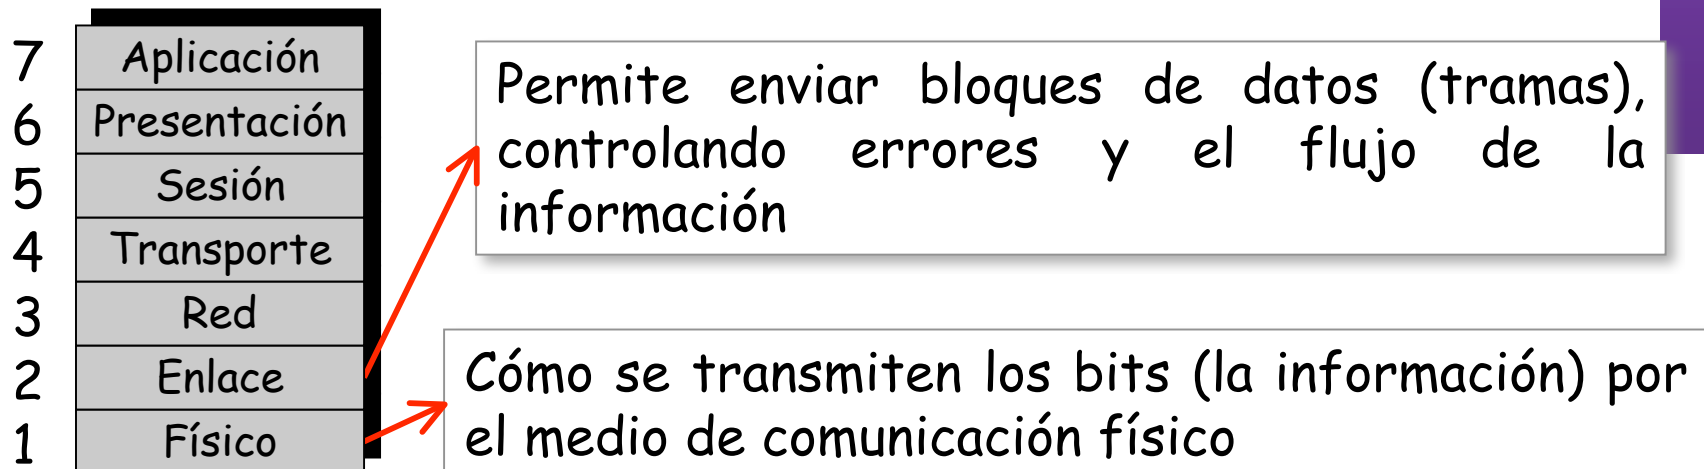 7 Aplicación
6 Presentación
5 Sesión
4 Transporte
3 Red
2 Enlace
1 Físico
Permite enviar bloques de datos (tramas),
controlando errores y el flujo de la
información
Cómo se transmiten los bits (la información) por
el medio de comunicación físico